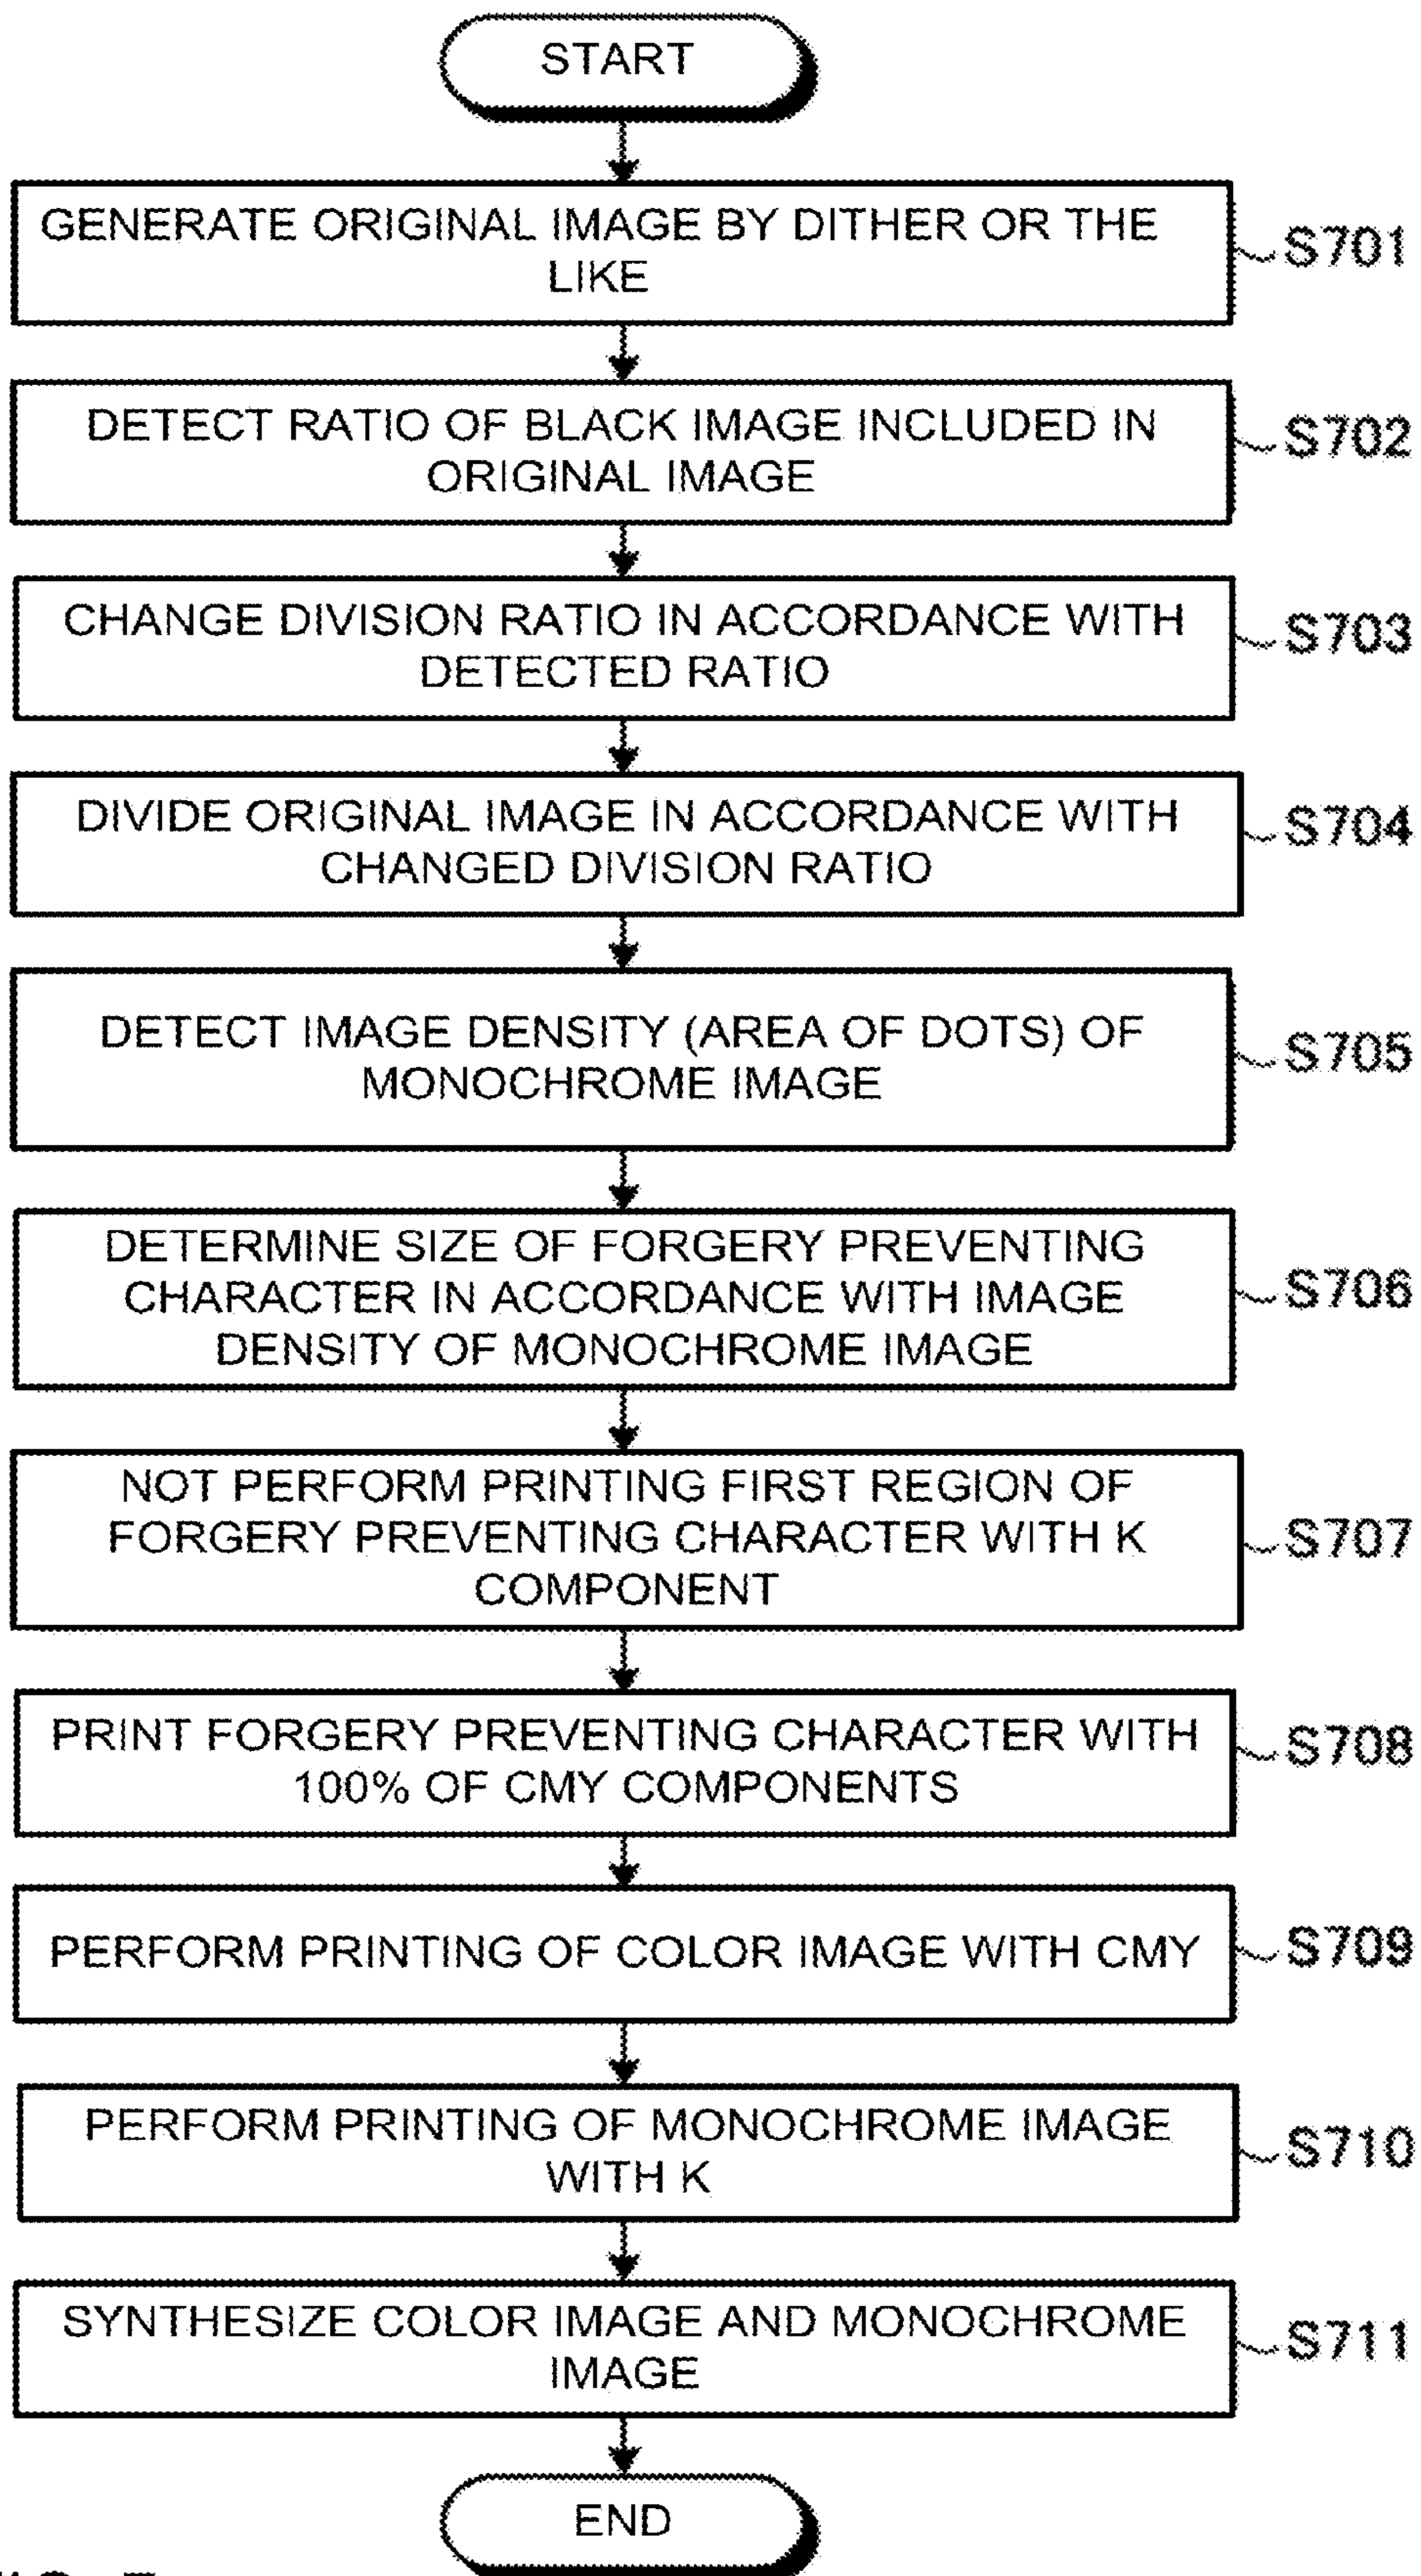 START
GENERATE ORIGINAL IMAGE BY DITHER OR THE
LIKE
S701
DETECT RATIO OF BLACK IMAGE INCLUDED IN
ORIGINAL IMAGE
S702
CHANGE DIVISION RATIO IN ACCORDANCE WITH
DETECTED RATIO
S703
DIVIDE ORIGINAL IMAGE IN ACCORDANCE WITH
CHANGED DIVISION RATIO
S704
DETECT IMAGE DENSITY (AREA OF DOTS) OF
MONOCHROME IMAGE
S705
DETERMINE SIZE OF FORGERY PREVENTING
CHARACTER IN ACCORDANCE WITH IMAGE
DENSITY OF MONOCHROME IMAGE
S706
NOT PERFORM PRINTING FIRST REGION OF
FORGERY PREVENTING CHARACTER WITH K
COMPONENT
S707
PRINT FORGERY PREVENTING CHARACTER WITH
100% OF CMY COMPONENTS
S708
PERFORM PRINTING OF COLOR IMAGE WITH CMY
S709
PERFORM PRINTING OF MONOCHROME IMAGE
WITH K
S710
SYNTHESIZE COLOR IMAGE AND MONOCHROME
IMAGE
S711
END